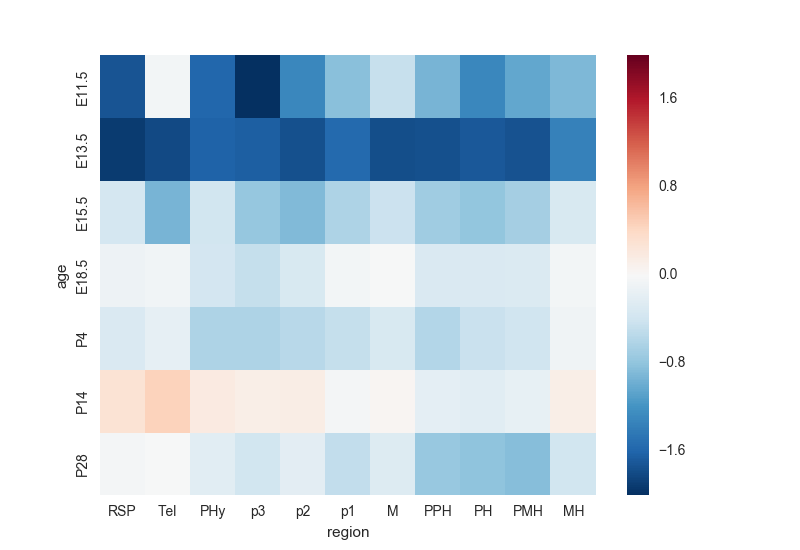 age
E11.5
E13.5
E15.5
E18.5
P4
P14
P28
RSP Tel PHy p3 p2 p1 M PPH PH PMH MH
region
1.6
0.8
0.0
−0.8
−1.6